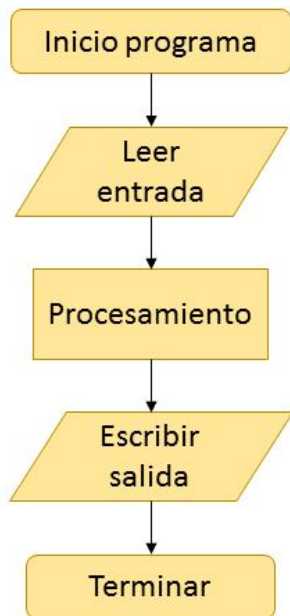 Inicio programa
Leer
entrada
Procesamiento
Escribir
salida
Terminar